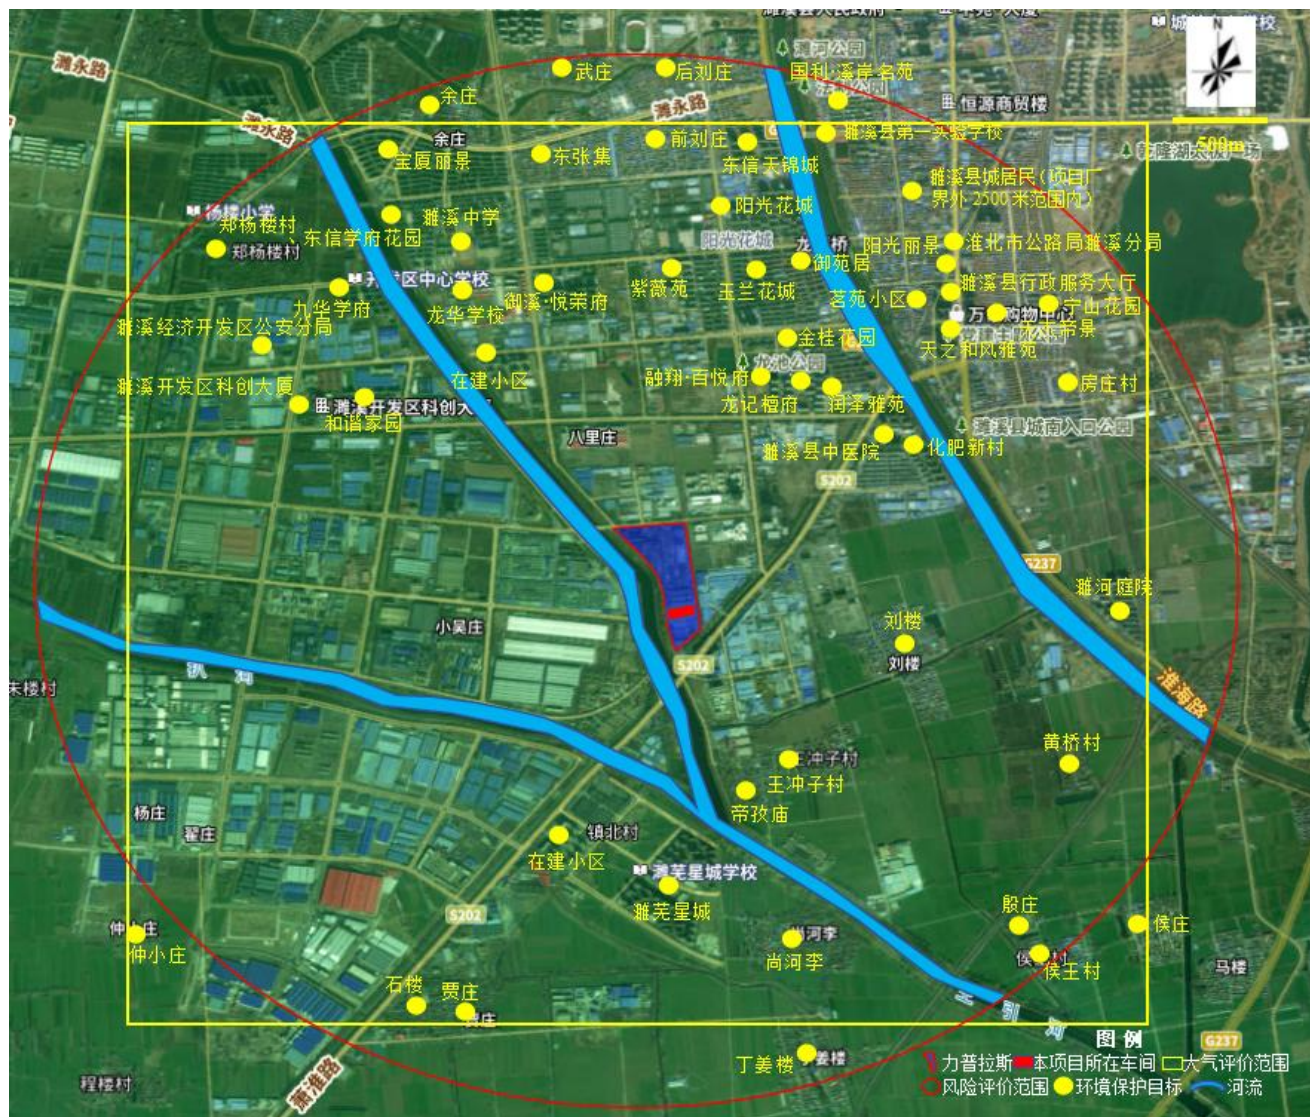 濉河公园
濉永路
武庄
后刘庄
国利·溪岸名苑
余庄
濉永路
恒源商贸楼
濉永路
余庄
前刘庄
濉溪县第一实验学校
500m
宝厦丽景
东张集
东信天锦城
濉溪县城居民（项目厂
界外2500米范围内）
杨楼小学
郑杨楼村
濉溪中学
阳光花城
东信学府花园
阳光花城
阳光丽景
淮北市公路局濉溪分局
郑杨楼村
御苑居
开发区中心学校
紫薇苑
玉兰花城
濉溪县行政服务大厅
九华学府
龙华学校
御溪·悦荣府
茗苑小区
濉溪经济开发区公安分局
金桂花园
天之和风雅苑
龙池公园
濉溪开发区科创大厦
在建小区
融翔·百悦府
房庄村
和谐家园
龙记檀府
润泽雅苑
濉溪县城南入口公园
八里庄
濉溪县中医院
化肥新村
S202
G237
濉河庭院
小吴庄
刘楼
刘楼
S202
朱楼村
淮海路
黄桥村
王冲子村
王冲子村
帝孜庙
杨庄
翟庄
镇北村
在建小区
濉芜星城学校
濉芜星城
S202
殷庄
侯庄
仲小庄
尚河李
侯王村
马楼
石楼
贾庄
图例
G237
丁姜楼
力普拉斯
本项目所在车间
大气评价范围
程楼村
萧淮路
风险评价范围
环境保护目标
河流